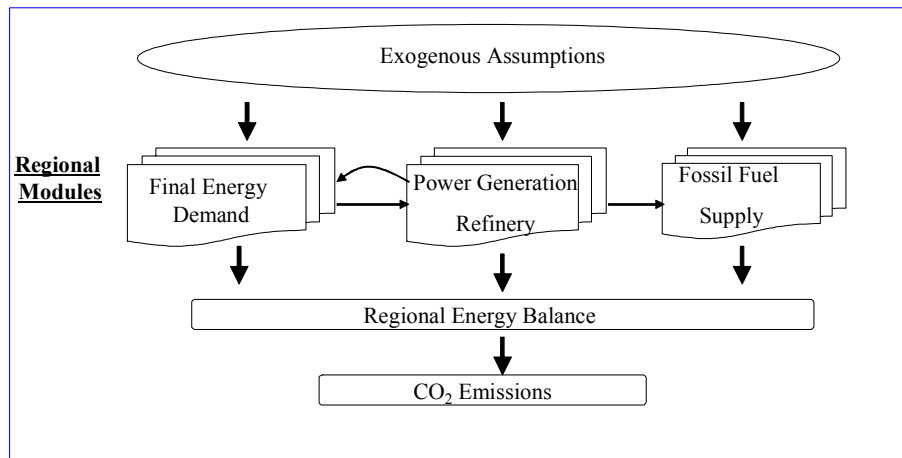 Exogenous Assumptions
Regional
Modules
Final Energy
Demand
Power Generation
Refinery
Fossil Fuel
Supply
Regional Energy Balance
CO₂ Emissions